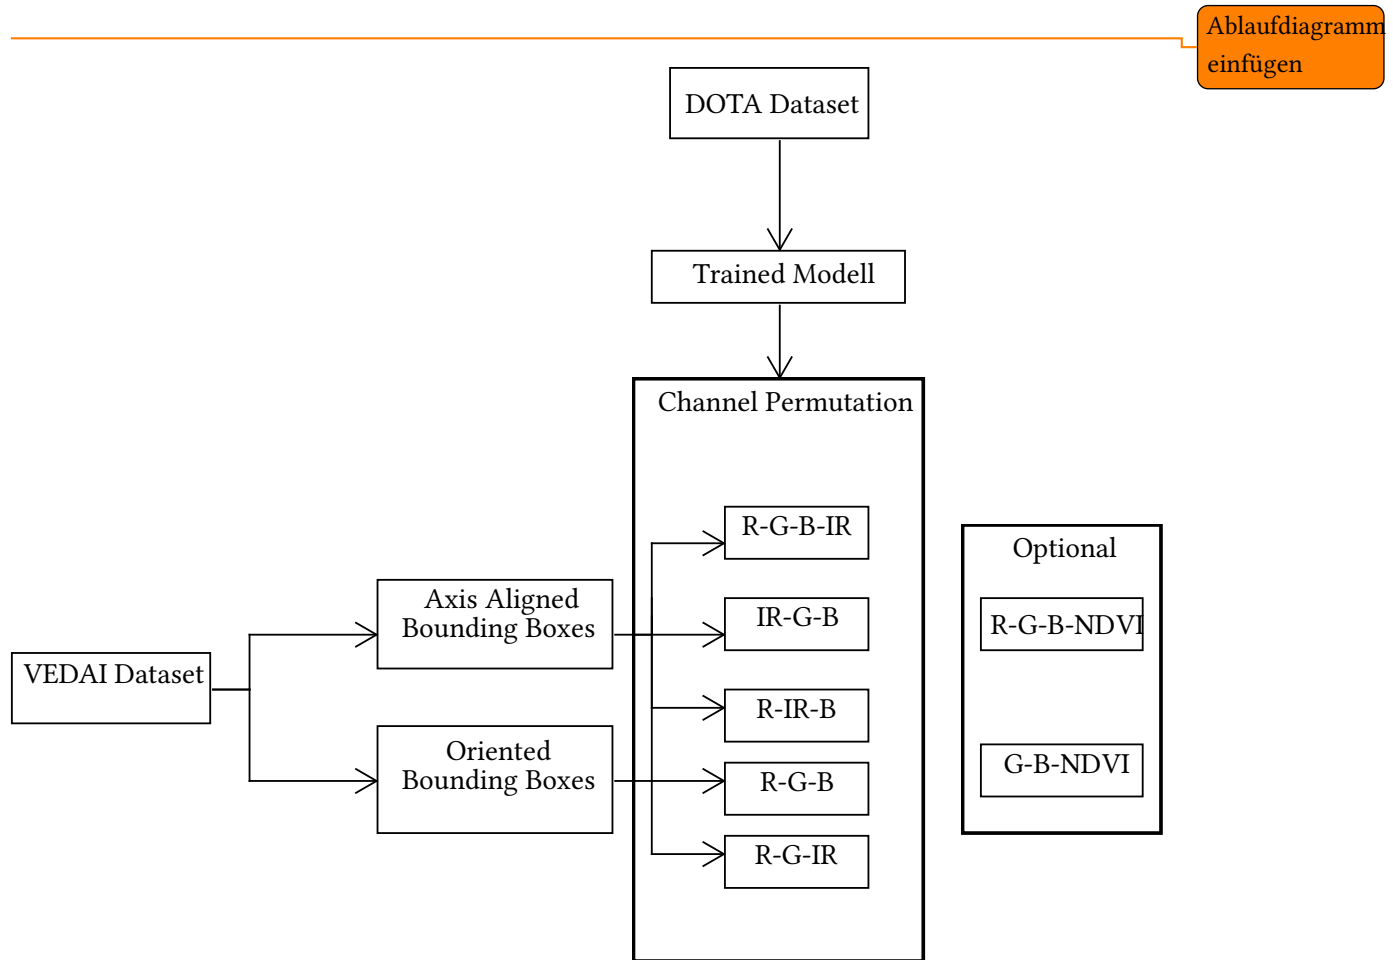 Ablaufdiagramm
einfügen
DOTA Dataset
Trained Modell
Channel Permutation
R-G-B-IR
IR-G-B
R-IR-B
R-G-B
R-G-IR
Optional
R-G-B-NDVI
G-B-NDVI
Axis Aligned
Bounding Boxes
VEDAI Dataset
Oriented
Bounding Boxes